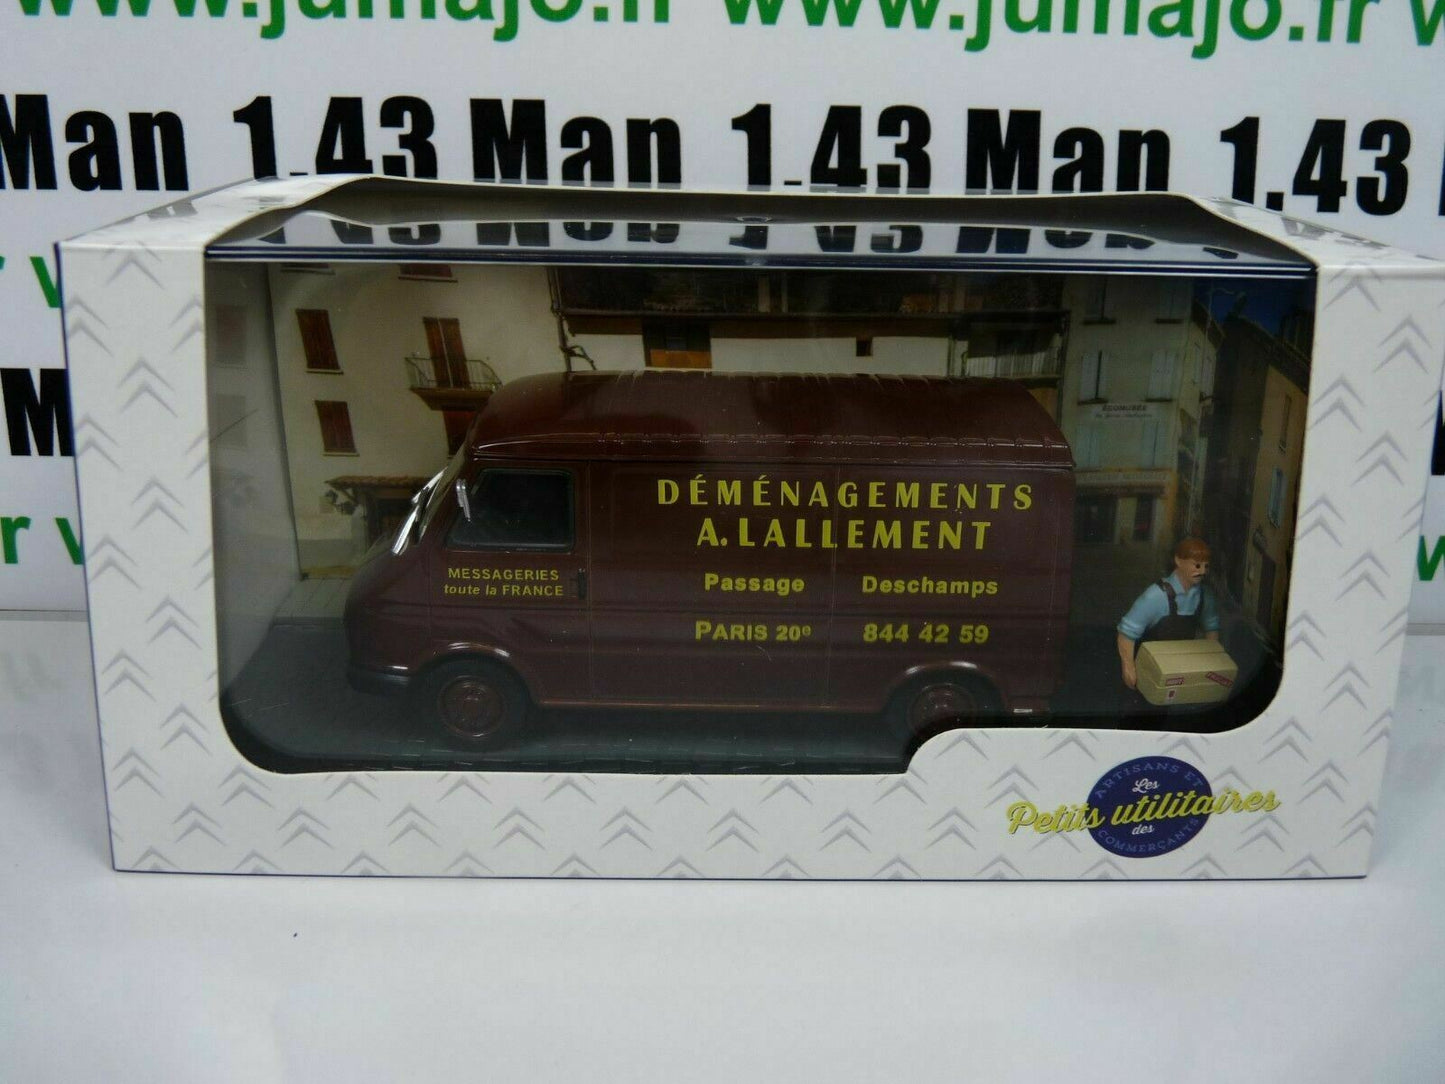 www.jumajo.fr www.jumajo.fr w
Man 1.43 Man 1.43 Man 1.43
r w
M
r w
ÉCOMUSÉE
DÉMÉNAGEMENTS
A. LALLEMENT
MESSAGERIES
toute la FRANCE
Passage Deschamps
PARIS 20e 844 42 59
ARTISANS ET
Les
Petits utilitaires
des
COMMERÇANTS